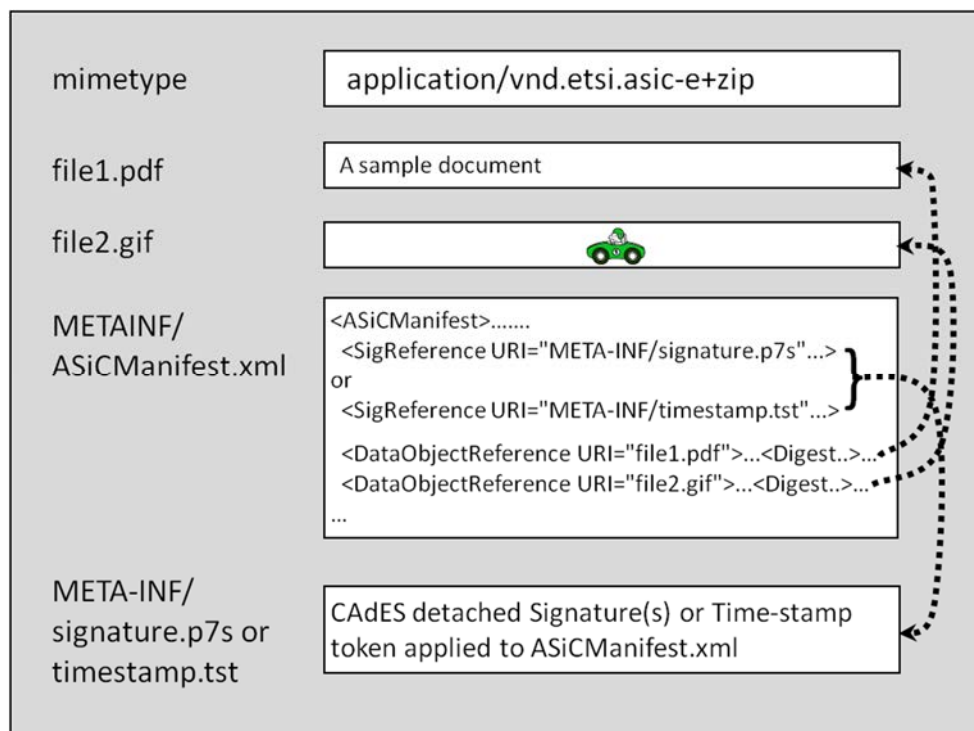 mimetype
application/vnd.etsi.asic-e+zip
file1.pdf
A sample document
file2.gif
METAINF/
ASiCManifest.xml
<ASiCManifest>.......
<SigReference URI="META-INF/signature.p7s"...>
or
<SigReference URI="META-INF/timestamp.tst"...>
<DataObjectReference URI="file1.pdf">...<Digest..>...
<DataObjectReference URI="file2.gif">...<Digest..>...
...
META-INF/
signature.p7s or
timestamp.tst
CAdES detached Signature(s) or Time-stamp
token applied to ASiCManifest.xml